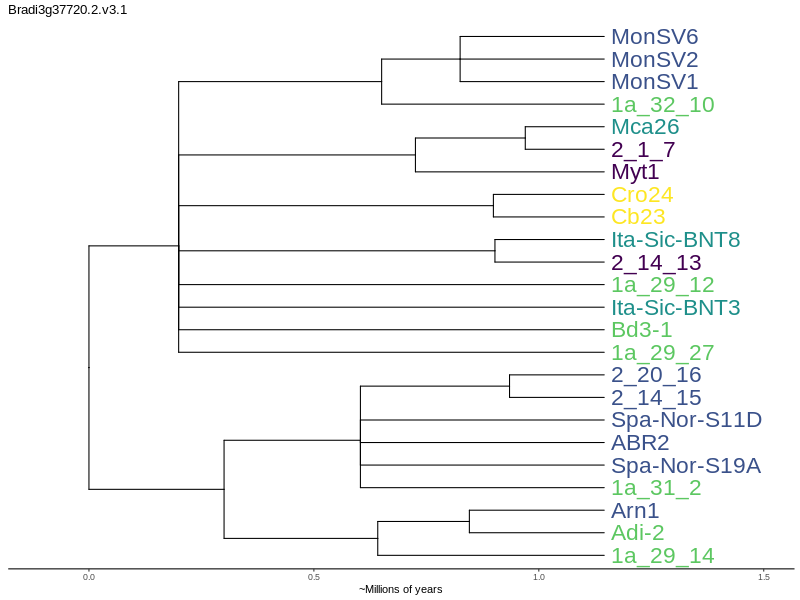 Bradi3g37720.2.v3.1
MonSV6
MonSV2
MonSV1
1a_32_10
Mca26
2_1_7
Myt1
Cro24
Cb23
Ita-Sic-BNT8
2_14_13
1a_29_12
Ita-Sic-BNT3
Bd3-1
1a_29_27
2_20_16
2_14_15
Spa-Nor-S11D
ABR2
Spa-Nor-S19A
1a_31_2
Arn1
Adi-2
1a_29_14
0.0 0.5 1.0 1.5
~Millions of years